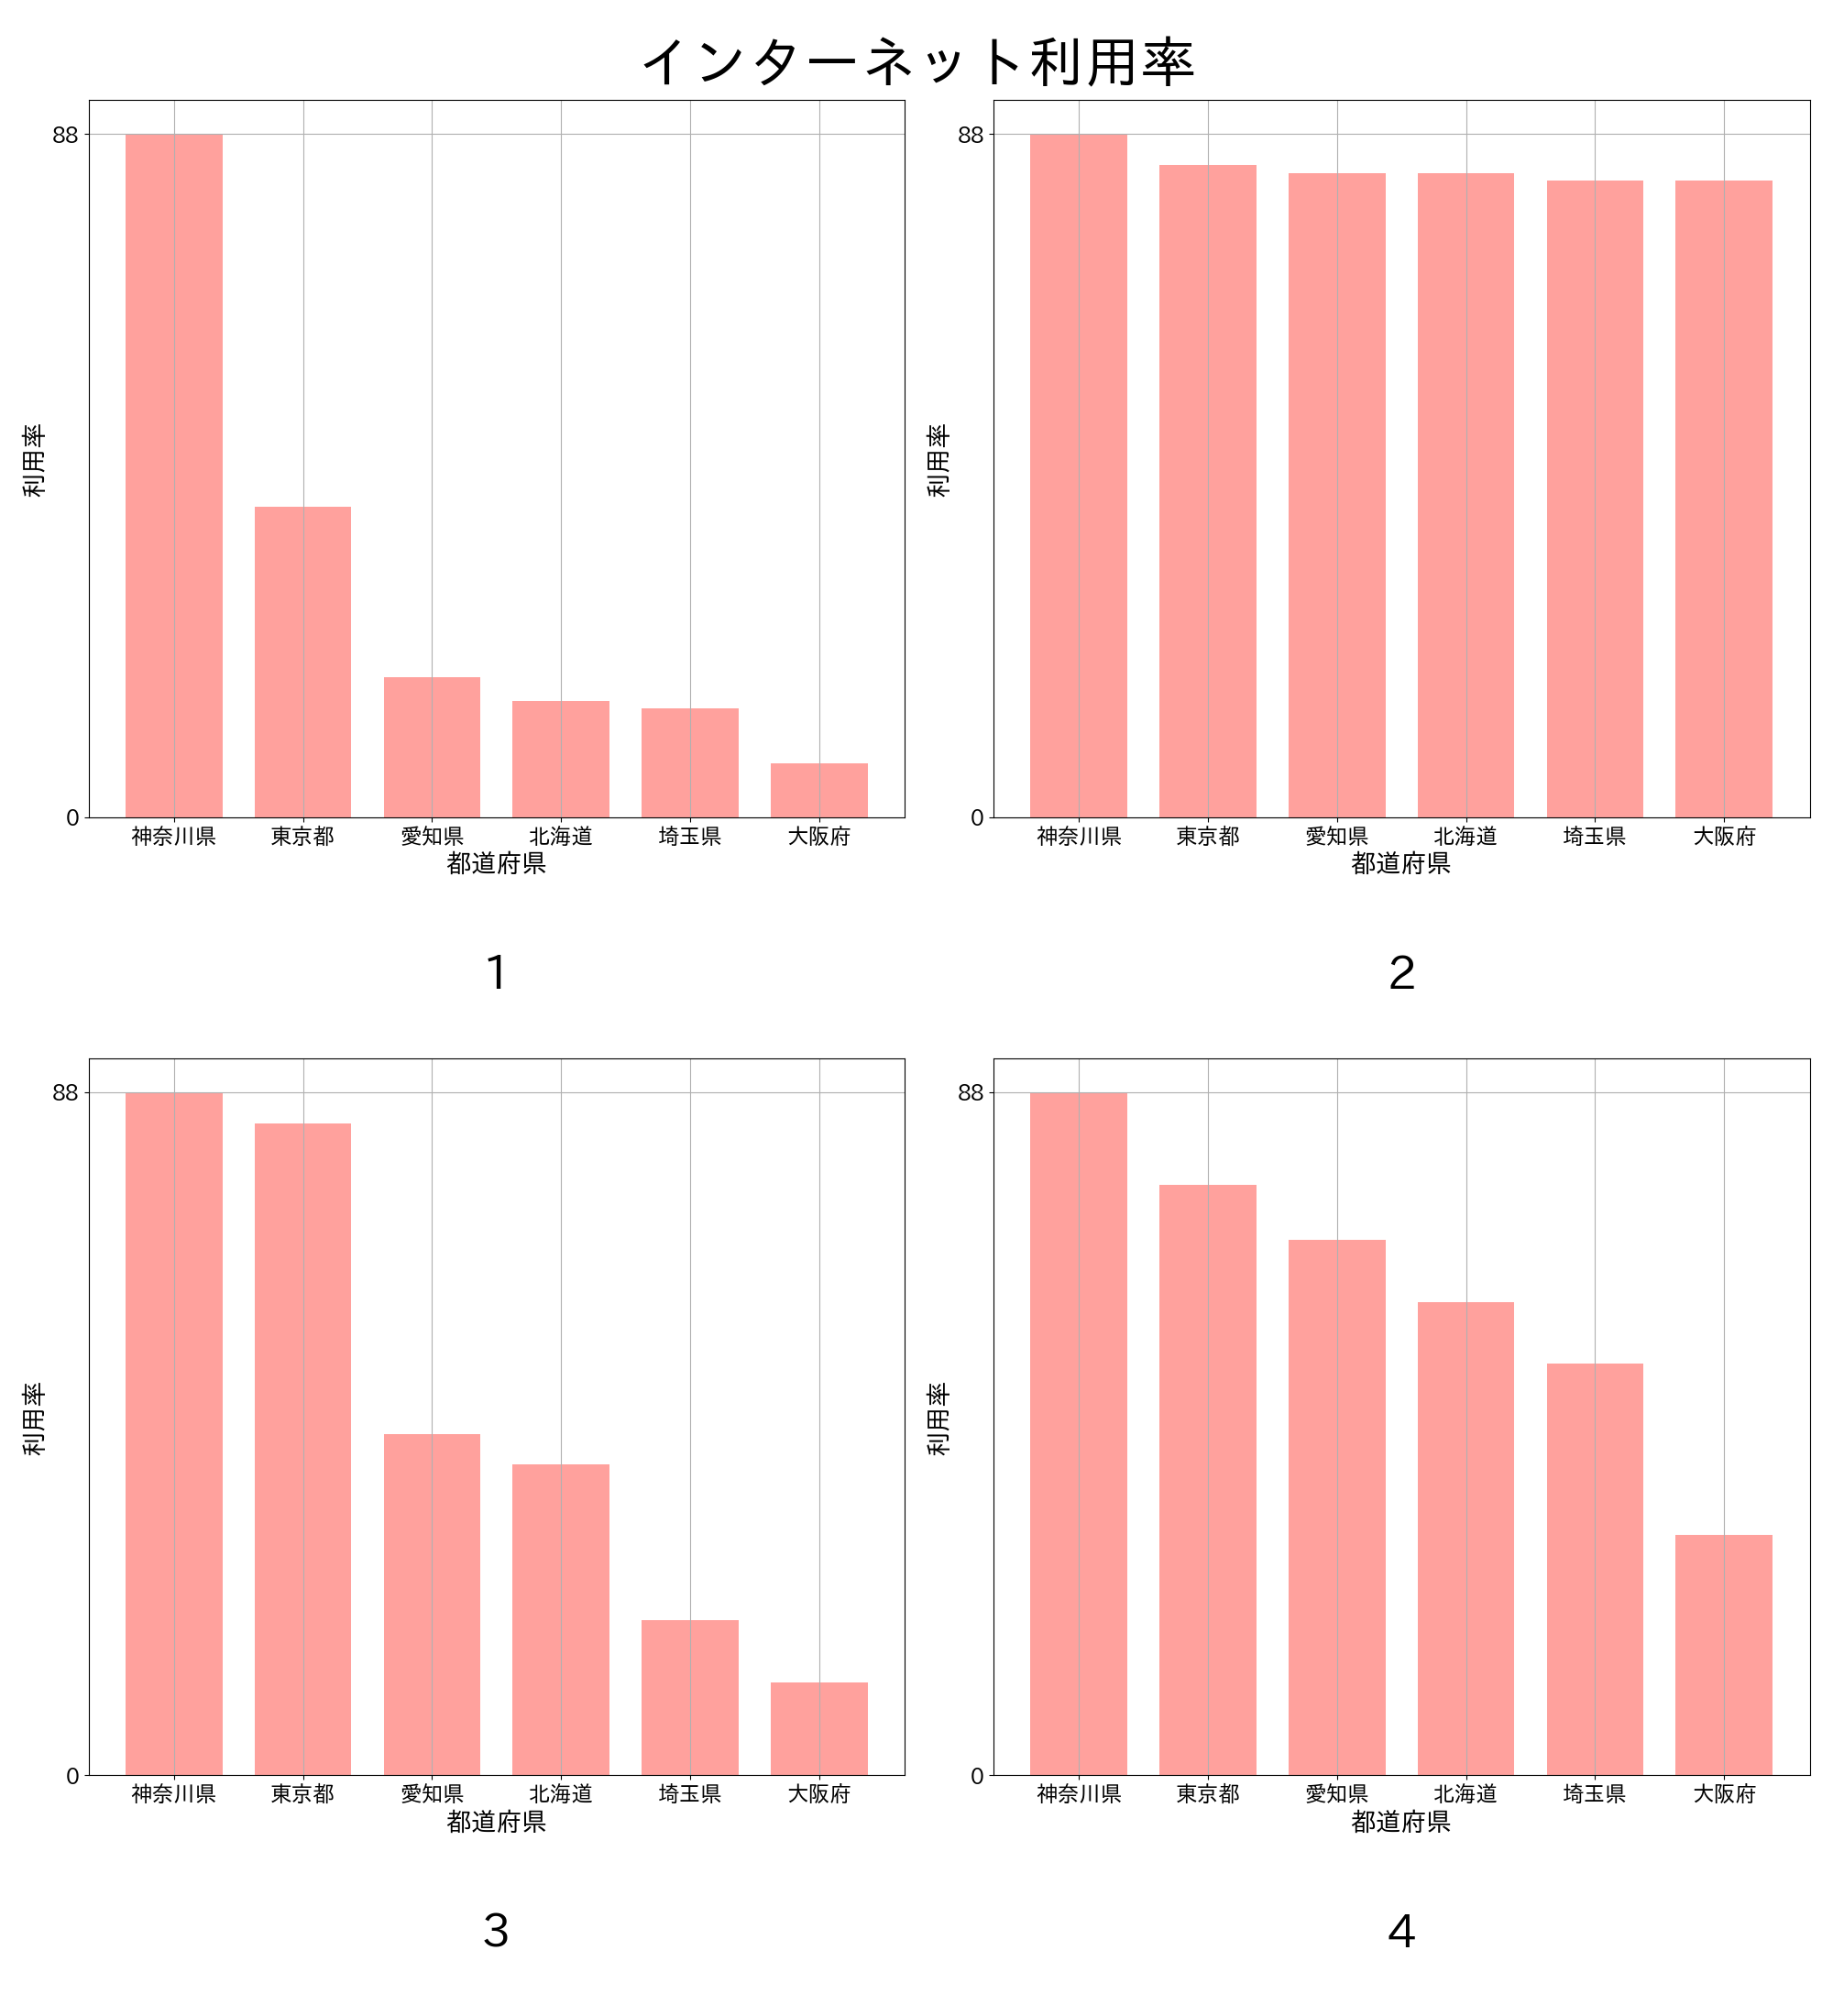 インターネット利用率
88
0
利用率
神奈川県 東京都 愛知県 北海道 埼玉県 大阪府
都道府県
1
88
0
利用率
神奈川県 東京都 愛知県 北海道 埼玉県 大阪府
都道府県
2
88
0
利用率
神奈川県 東京都 愛知県 北海道 埼玉県 大阪府
都道府県
3
88
0
利用率
神奈川県 東京都 愛知県 北海道 埼玉県 大阪府
都道府県
4